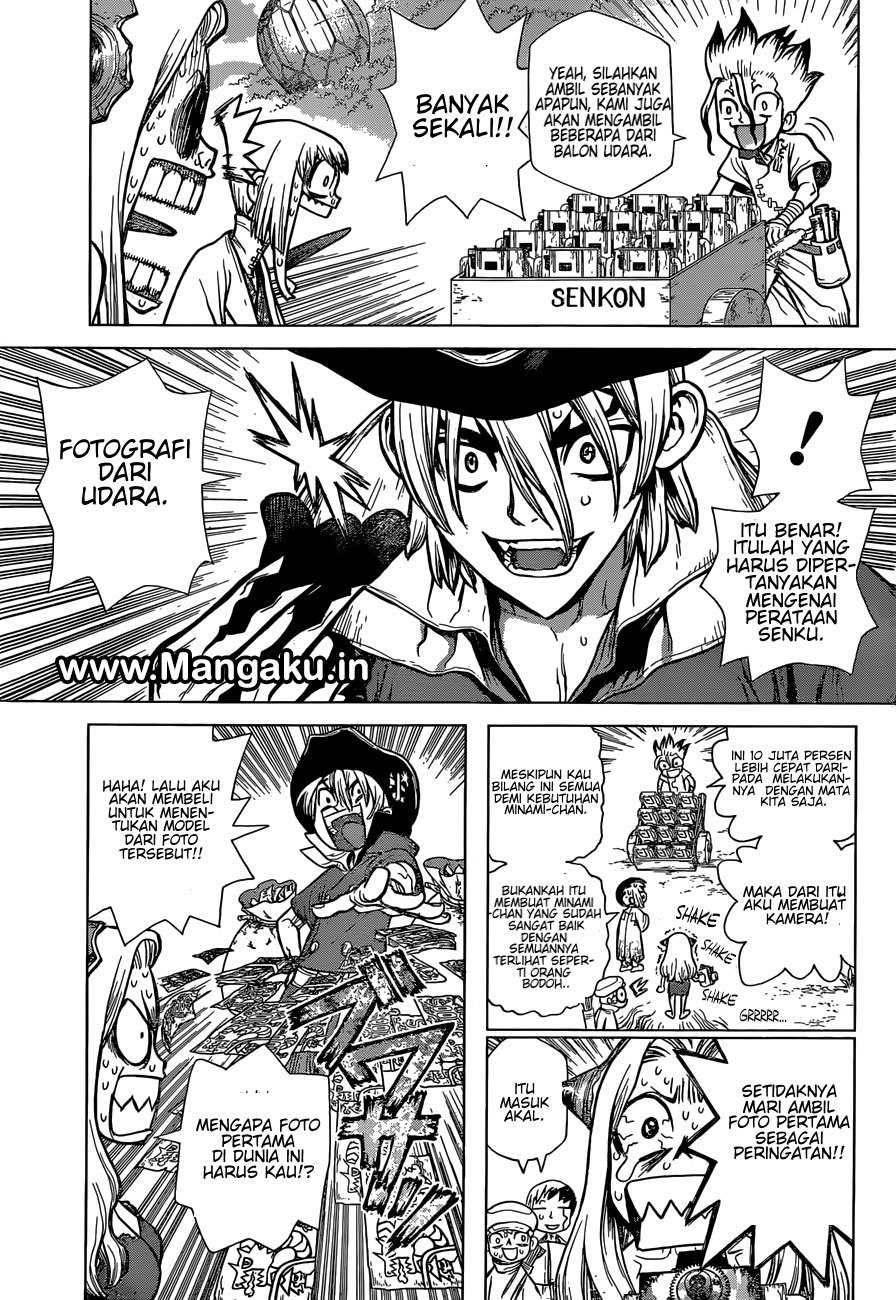 YEAH, SILAHKAN
AMBIL SEBANYAK
APAPUN, KAMI JUGA
AKAN MENGAMBIL
BEBERAPA DARI
BALON UDARA.
BANYAK
SEKALI!!
SENKON
!
ITU BENAR!
ITULAH YANG
HARUS DIPER-
TANYAKAN
MENGENAI
PERATAAN
SENKU.
FOTOGRAFI
DARI
UDARA.
www.Mangaku.in
INI 10 JUTA PERSEN
LEBIH CEPAT DARI-
PADA MELAKUKAN-
NYA DENGAN MATA
KITA SAJA.
MAKA DARI ITU
AKU MEMBUAT
KAMERA!
MESKIPUN KAU
BILANG INI SEMUA
DEMI KEBUTUHAN
MINAMI-CHAN.
BUKANKAH ITU
MEMBUAT MINAMI
-CHAN YANG SUDAH
SANGAT BAIK
DENGAN
SEMUANNYA
TERLIHAT SEPER-
TI ORANG
BODOH..
SHAKE
SHAKE
SHAKE
GRRRRR...
SETIDAKNYA
MARI AMBIL
FOTO PERTAMA
SEBAGAI
PERINGATAN!!
ITU
MASUK
AKAL.
HAHA! LALU AKU
AKAN MEMBELI
UNTUK MENEN-
TUKAN MODEL
DARI FOTO
TERSEBUT!!
ブワサッ
....
MENGAPA FOTO
PERTAMA
DI DUNIA INI
HARUS KAU!?